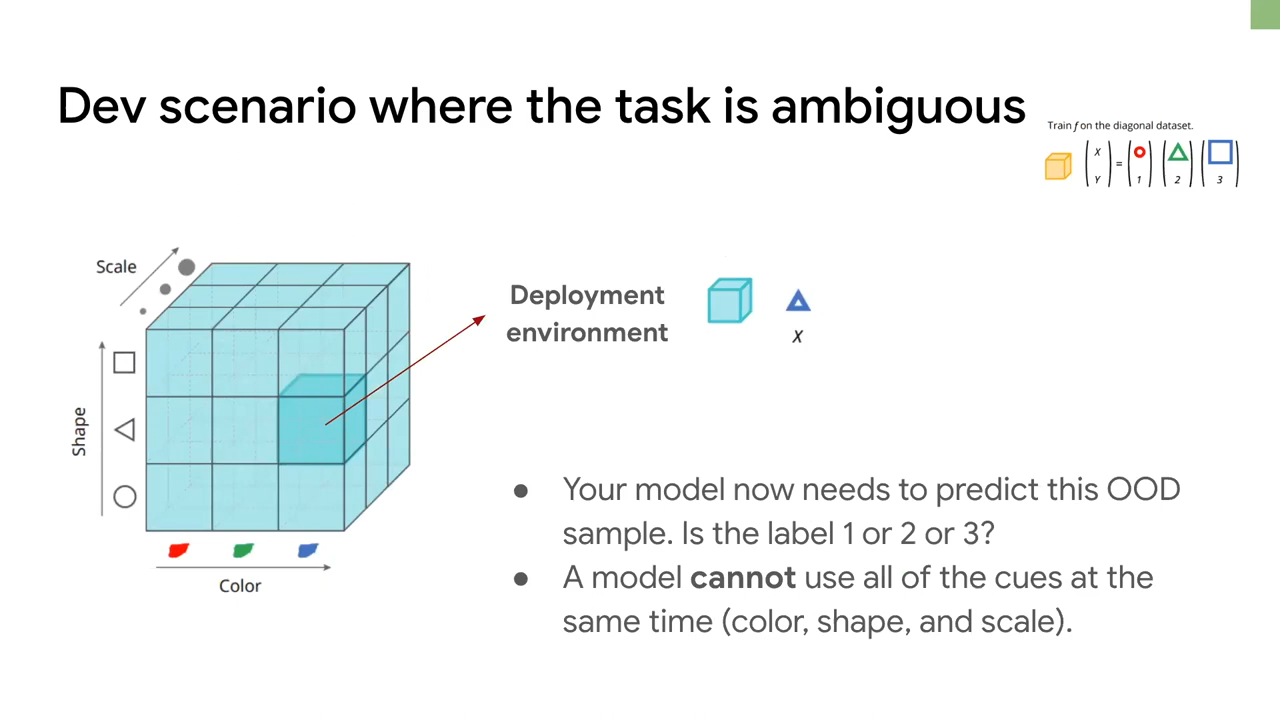 Dev scenario where the task is ambiguous
Train f on the diagonal dataset.
X
Y
=
1
2
3
Scale
Shape
Color
Deployment
environment
X
● Your model now needs to predict this OOD
sample. Is the label 1 or 2 or 3?
● A model cannot use all of the cues at the
same time (color, shape, and scale).